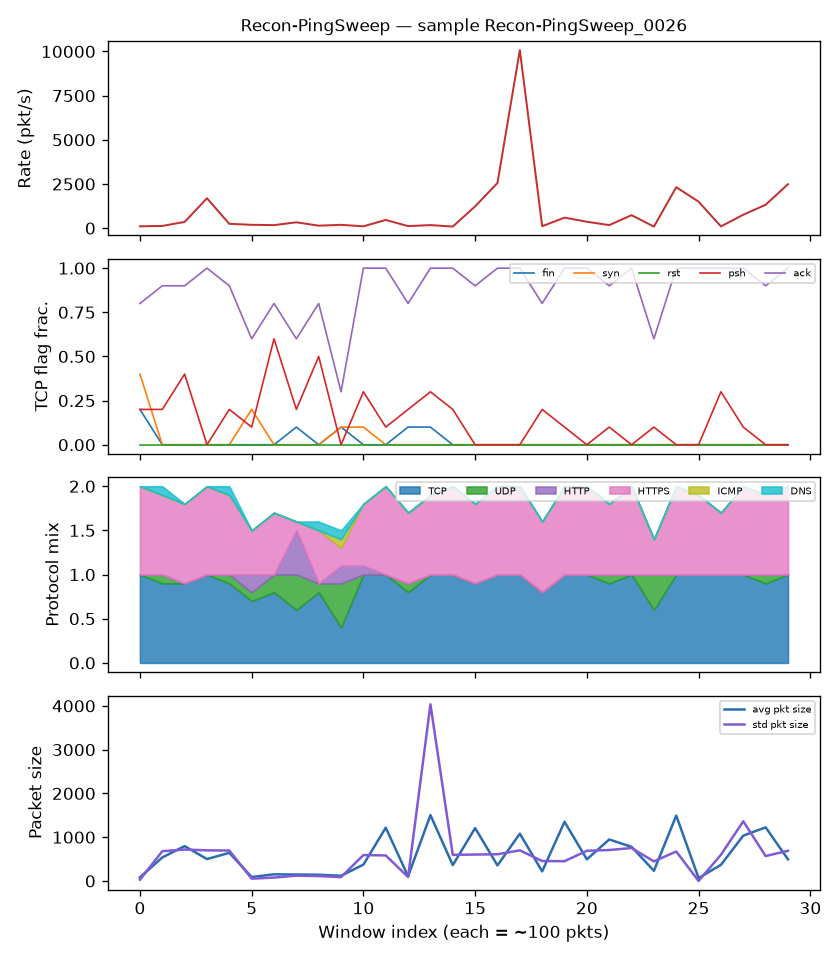 Recon-PingSweep — sample Recon-PingSweep_0026
10000
7500
5000
2500
0
Rate (pkt/s)
1.00
0.75
0.50
0.25
0.00
TCP flag frac.
fin syn rst psh ack
2.0
1.5
1.0
0.5
0.0
Protocol mix
TCP UDP HTTP HTTPS ICMP DNS
4000
3000
2000
1000
0
Packet size
avg pkt size
std pkt size
0 5 10 15 20 25 30
Window index (each = ~100 pkts)